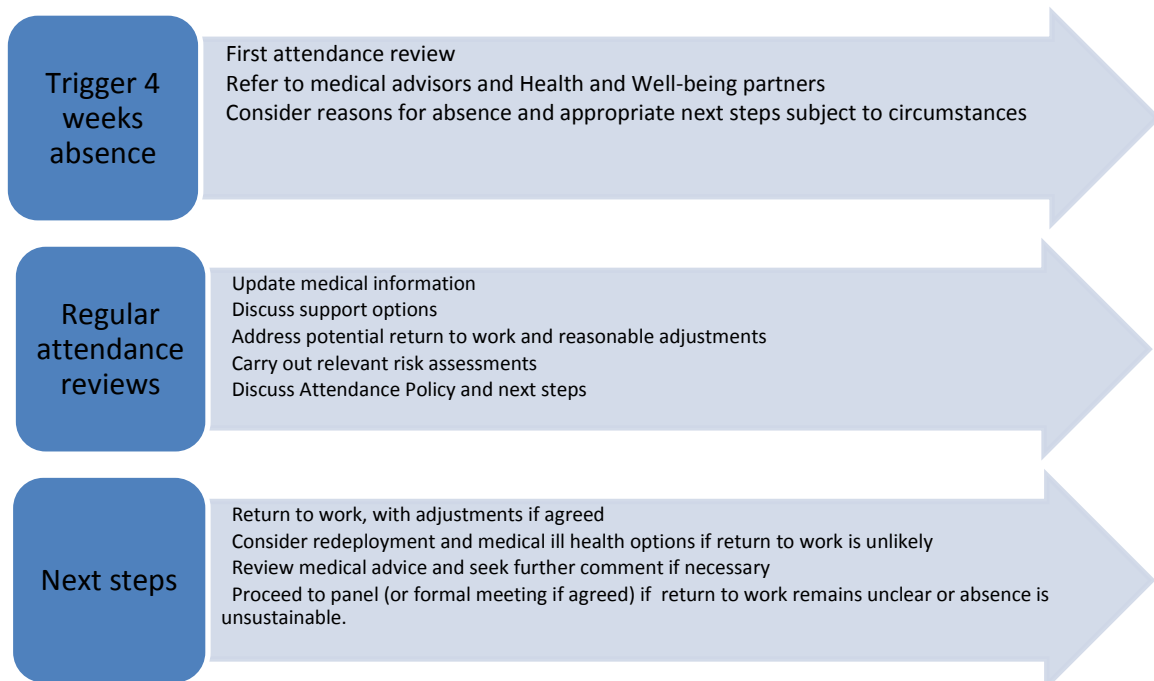 Trigger 4
weeks
absence
First attendance review
Refer to medical advisors and Health and Well-being partners
Consider reasons for absence and appropriate next steps subject to circumstances
Regular
attendance
reviews
Update medical information
Discuss support options
Address potential return to work and reasonable adjustments
Carry out relevant risk assessments
Discuss Attendance Policy and next steps
Next steps
Return to work, with adjustments if agreed
Consider redeployment and medical ill health options if return to work is unlikely
Review medical advice and seek further comment if necessary
Proceed to panel (or formal meeting if agreed) if  return to work remains unclear or absence is
unsustainable.